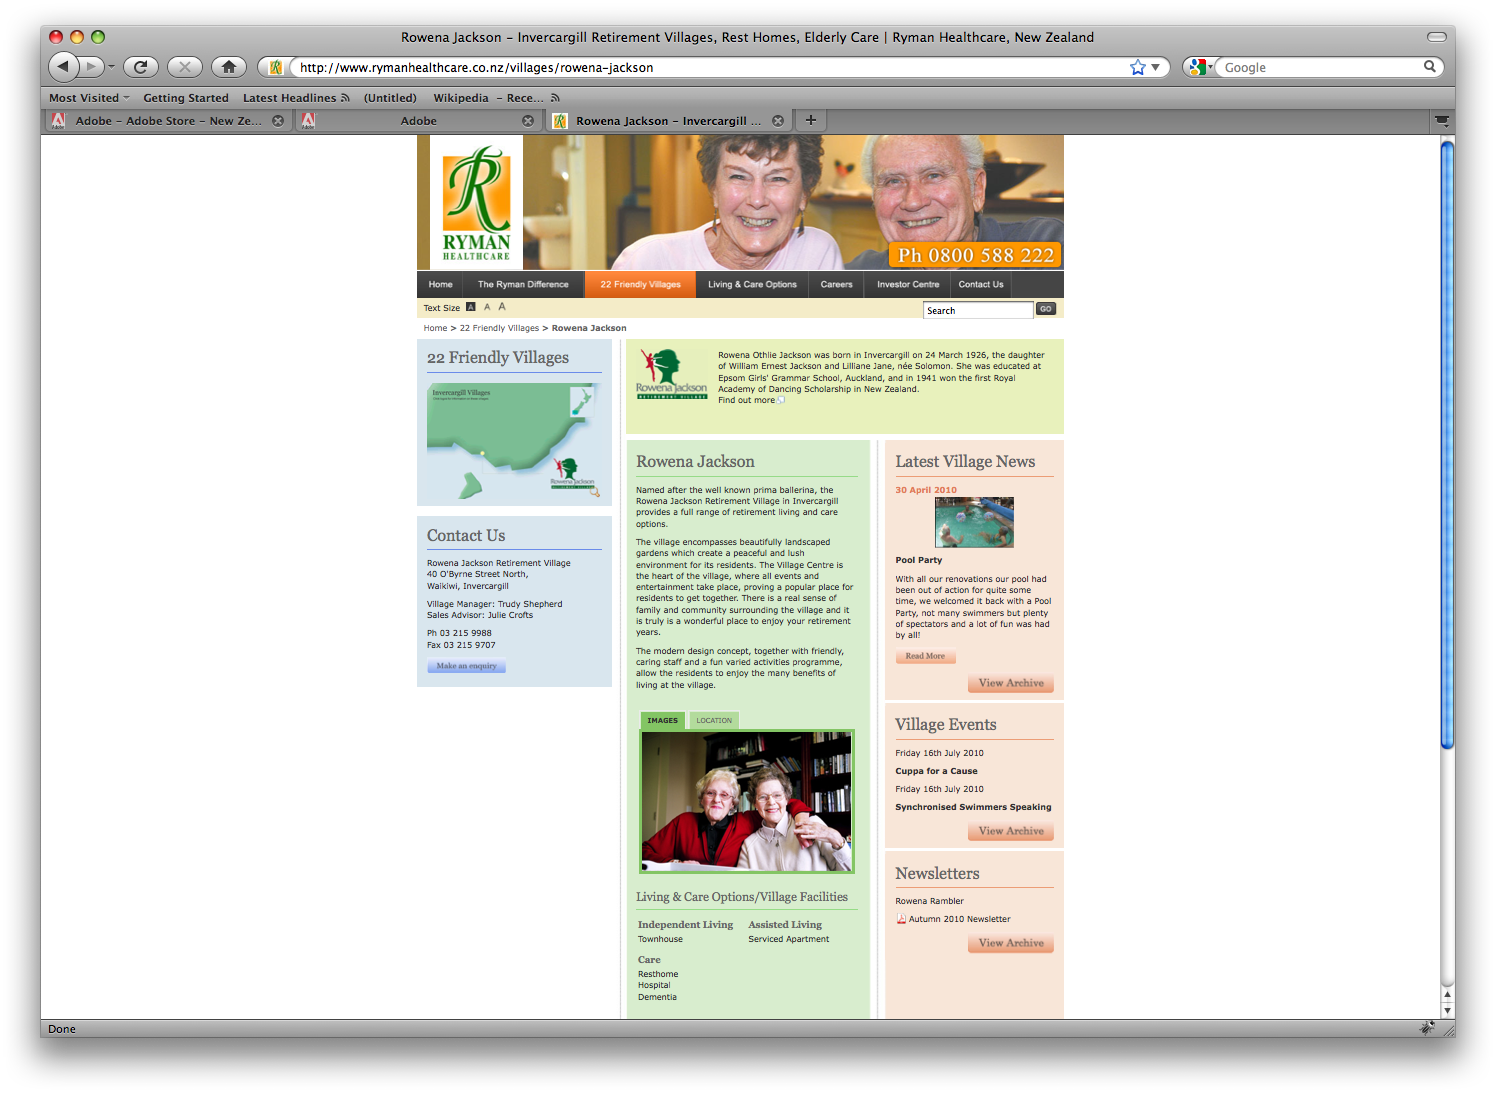 Rowena Jackson – Invercargill Retirement Villages, Rest Homes, Elderly Care | Ryman Healthcare, New Zealand
http://www.rymanhealthcare.co.nz/villages/rowena-jackson
Google
Most Visited
Getting Started
Latest Headlines
(Untitled)
Wikipedia – Rece...
Adobe – Adobe Store – New Ze...
Adobe
Rowena Jackson – Invercargill ...
R
RYMAN
HEALTHCARE
Ph 0800 588 222
Home
The Ryman Difference
22 Friendly Villages
Living & Care Options
Careers
Investor Centre
Contact Us
Text Size A A A
Search
GO
Home > 22 Friendly Villages > Rowena Jackson
22 Friendly Villages
Invercargill Villages
Rowena Jackson
Contact Us
Rowena Jackson Retirement Village
40 O'Byrne Street North,
Waikiwi, Invercargill
Village Manager: Trudy Shepherd
Sales Advisor: Julie Crofts
Ph 03 215 9988
Fax 03 215 9707
Make an enquiry
Rowena Jackson
RETIREMENT VILLAGE
Rowena Othlie Jackson was born in Invercargill on 24 March 1926, the daughter
of William Ernest Jackson and Lilliane Jane, née Solomon. She was educated at
Epsom Girls' Grammar School, Auckland, and in 1941 won the first Royal
Academy of Dancing Scholarship in New Zealand.
Find out more
Rowena Jackson
Named after the well known prima ballerina, the
Rowena Jackson Retirement Village in Invercargill
provides a full range of retirement living and care
options.
The village encompasses beautifully landscaped
gardens which create a peaceful and lush
environment for its residents. The Village Centre is
the heart of the village, where all events and
entertainment take place, proving a popular place for
residents to get together. There is a real sense of
family and community surrounding the village and it
is truly is a wonderful place to enjoy your retirement
years.
The modern design concept, together with friendly,
caring staff and a fun varied activities programme,
allow the residents to enjoy the many benefits of
living at the village.
IMAGES
LOCATION
Living & Care Options/Village Facilities
Independent Living
Townhouse
Assisted Living
Serviced Apartment
Care
Resthome
Hospital
Dementia
Latest Village News
30 April 2010
Pool Party
With all our renovations our pool had
been out of action for quite some
time, we welcomed it back with a Pool
Party, not many swimmers but plenty
of spectators and a lot of fun was had
by all!
Read More
View Archive
Village Events
Friday 16th July 2010
Cuppa for a Cause
Friday 16th July 2010
Synchronised Swimmers Speaking
View Archive
Newsletters
Rowena Rambler
Autumn 2010 Newsletter
View Archive
Done